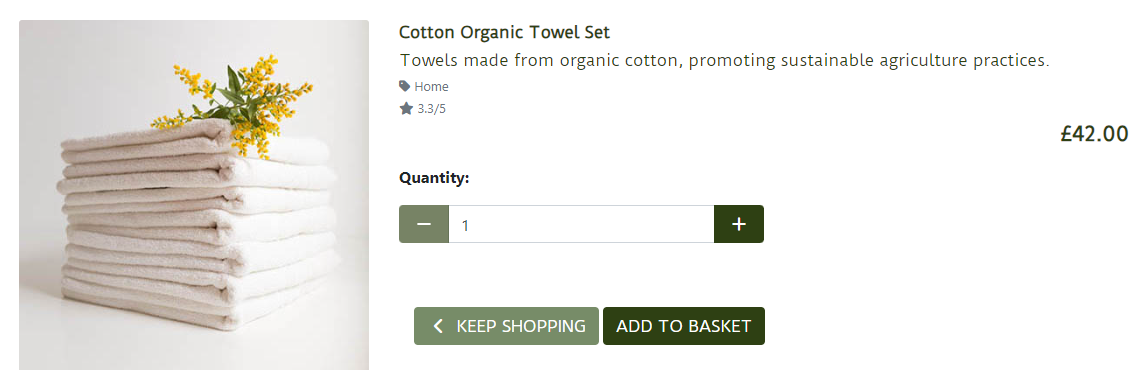 Cotton Organic Towel Set
Towels made from organic cotton, promoting sustainable agriculture practices.
Home
3.3/5
£42.00
Quantity:
− 1 +
KEEP SHOPPING ADD TO BASKET